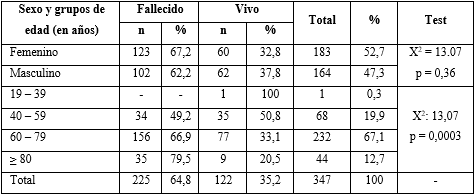 Sexo y grupos de edad (en años) Fallecido Vivo Total % Test
n % n %
Femenino 123 67,2 60 32,8 183 52,7 X² = 13.07
Masculino 102 62,2 62 37,8 164 47,3 p = 0,36
19 – 39 - - 1 100 1 0,3
40 – 59 34 49,2 35 50,8 68 19,9 X²: 13,07
60 – 79 156 66,9 77 33,1 232 67,1 p = 0,0003
≥ 80 35 79,5 9 20,5 44 12,7
Total 225 64,8 122 35,2 347 100 -